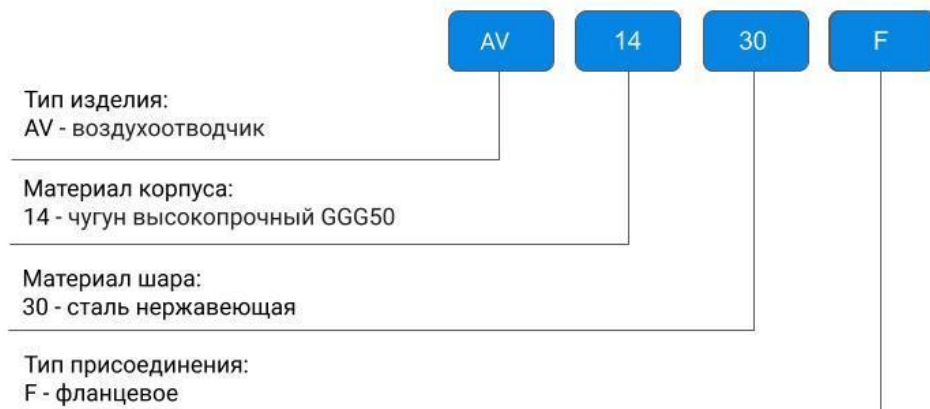 AV 14 30 F
Тип изделия:
AV - воздухоотводчик
Материал корпуса:
14 - чугун высокопрочный GGG50
Материал шара:
30 - сталь нержавеющая
Тип присоединения:
F - фланцевое